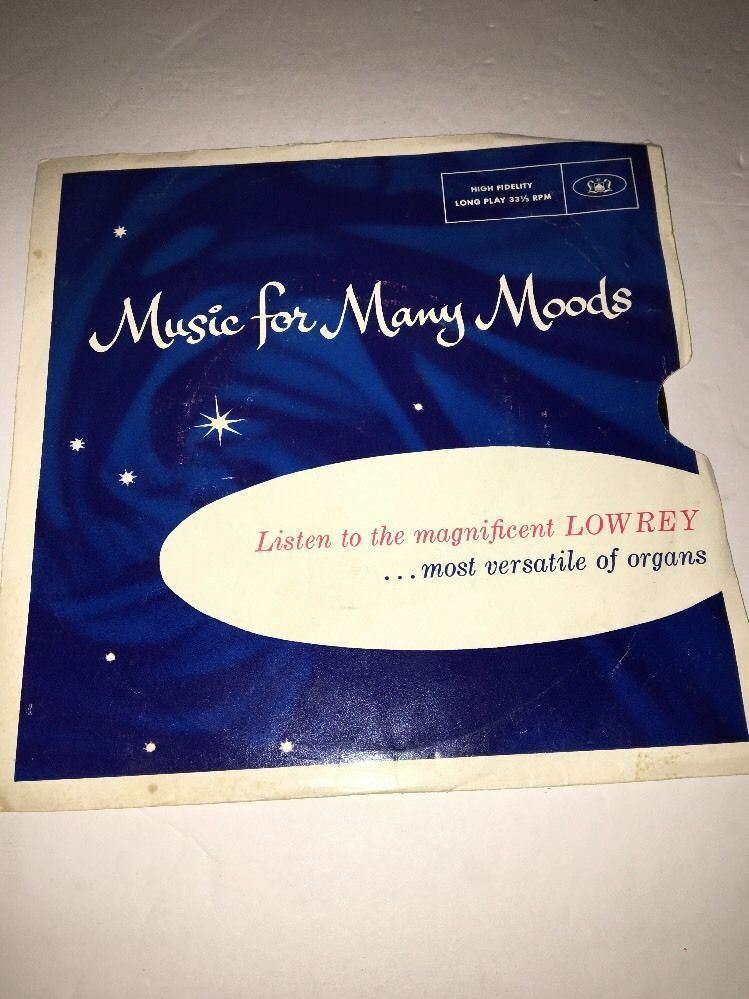 HIGH FIDELITY
LONG PLAY 33⅓ RPM
Music for Many Moods
Listen to the magnificent LOWREY
...most versatile of organs